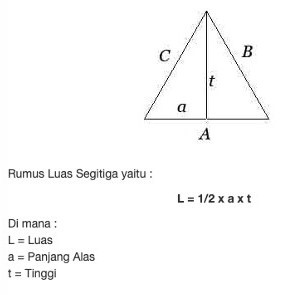 C
B
t
a
A
Rumus Luas Segitiga yaitu :
L = 1/2 x a x t
Di mana :
L = Luas
a = Panjang Alas
t = Tinggi